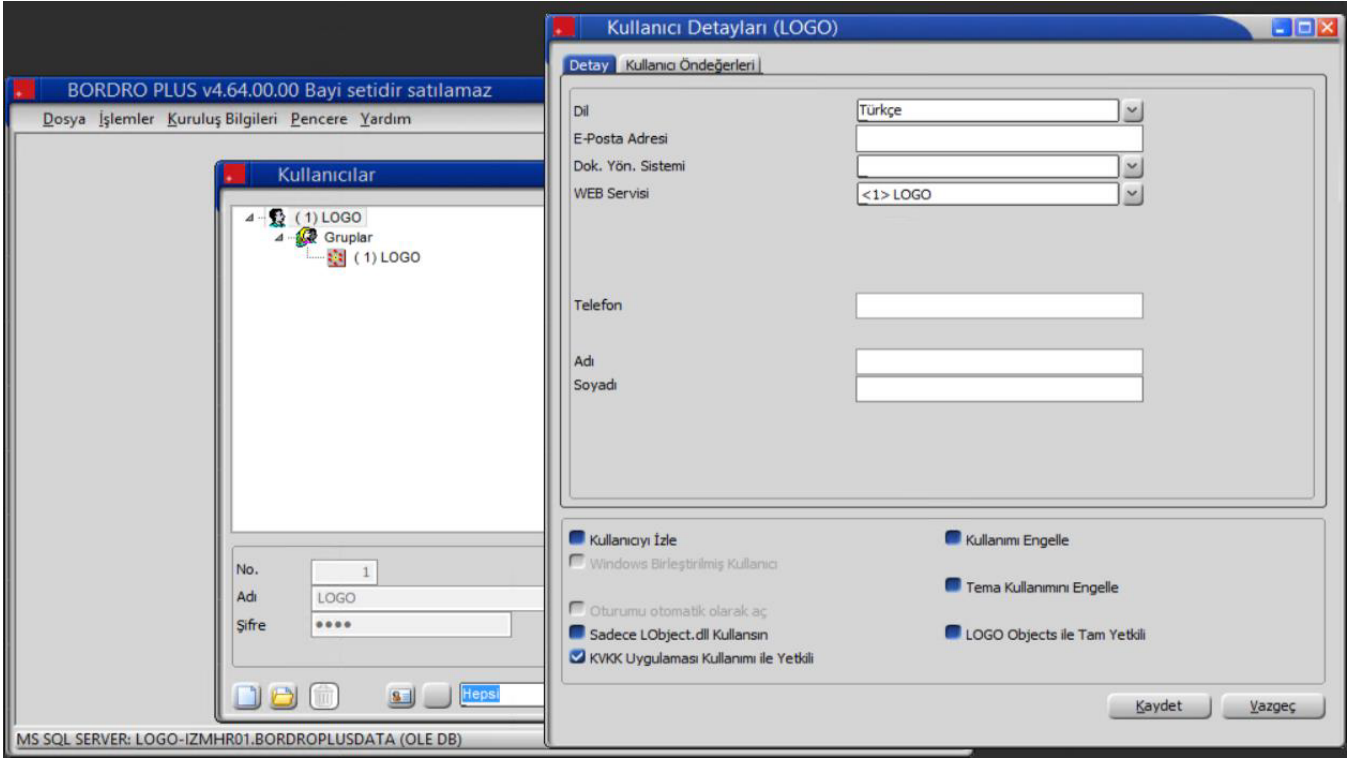 Kullanıcı Detayları (LOGO)
Detay Kullanıcı Öndeğerleri
Dil Türkçe
E-Posta Adresi
Dok. Yön. Sistemi
WEB Servisi <1> LOGO
Telefon
Adı
Soyadı
Kullanıcıyı İzle Kullanımı Engelle
Windows Birleştirilmiş Kullanıcı
Tema Kullanımını Engelle
Oturumu otomatik olarak aç
Sadece LObject.dll Kullansın LOGO Objects ile Tam Yetkili
KVKK Uygulaması Kullanımı ile Yetkili
Kaydet Vazgeç
BORDRO PLUS v4.64.00.00 Bayi setidir satılamaz
Dosya İşlemler Kuruluş Bilgileri Pencere Yardım
Kullanıcılar
( 1) LOGO
Gruplar
( 1) LOGO
No. 1
Adı LOGO
Şifre ••••
Hepsi
MS SQL SERVER: LOGO-IZMHR01.BORDROPLUSDATA (OLE DB)